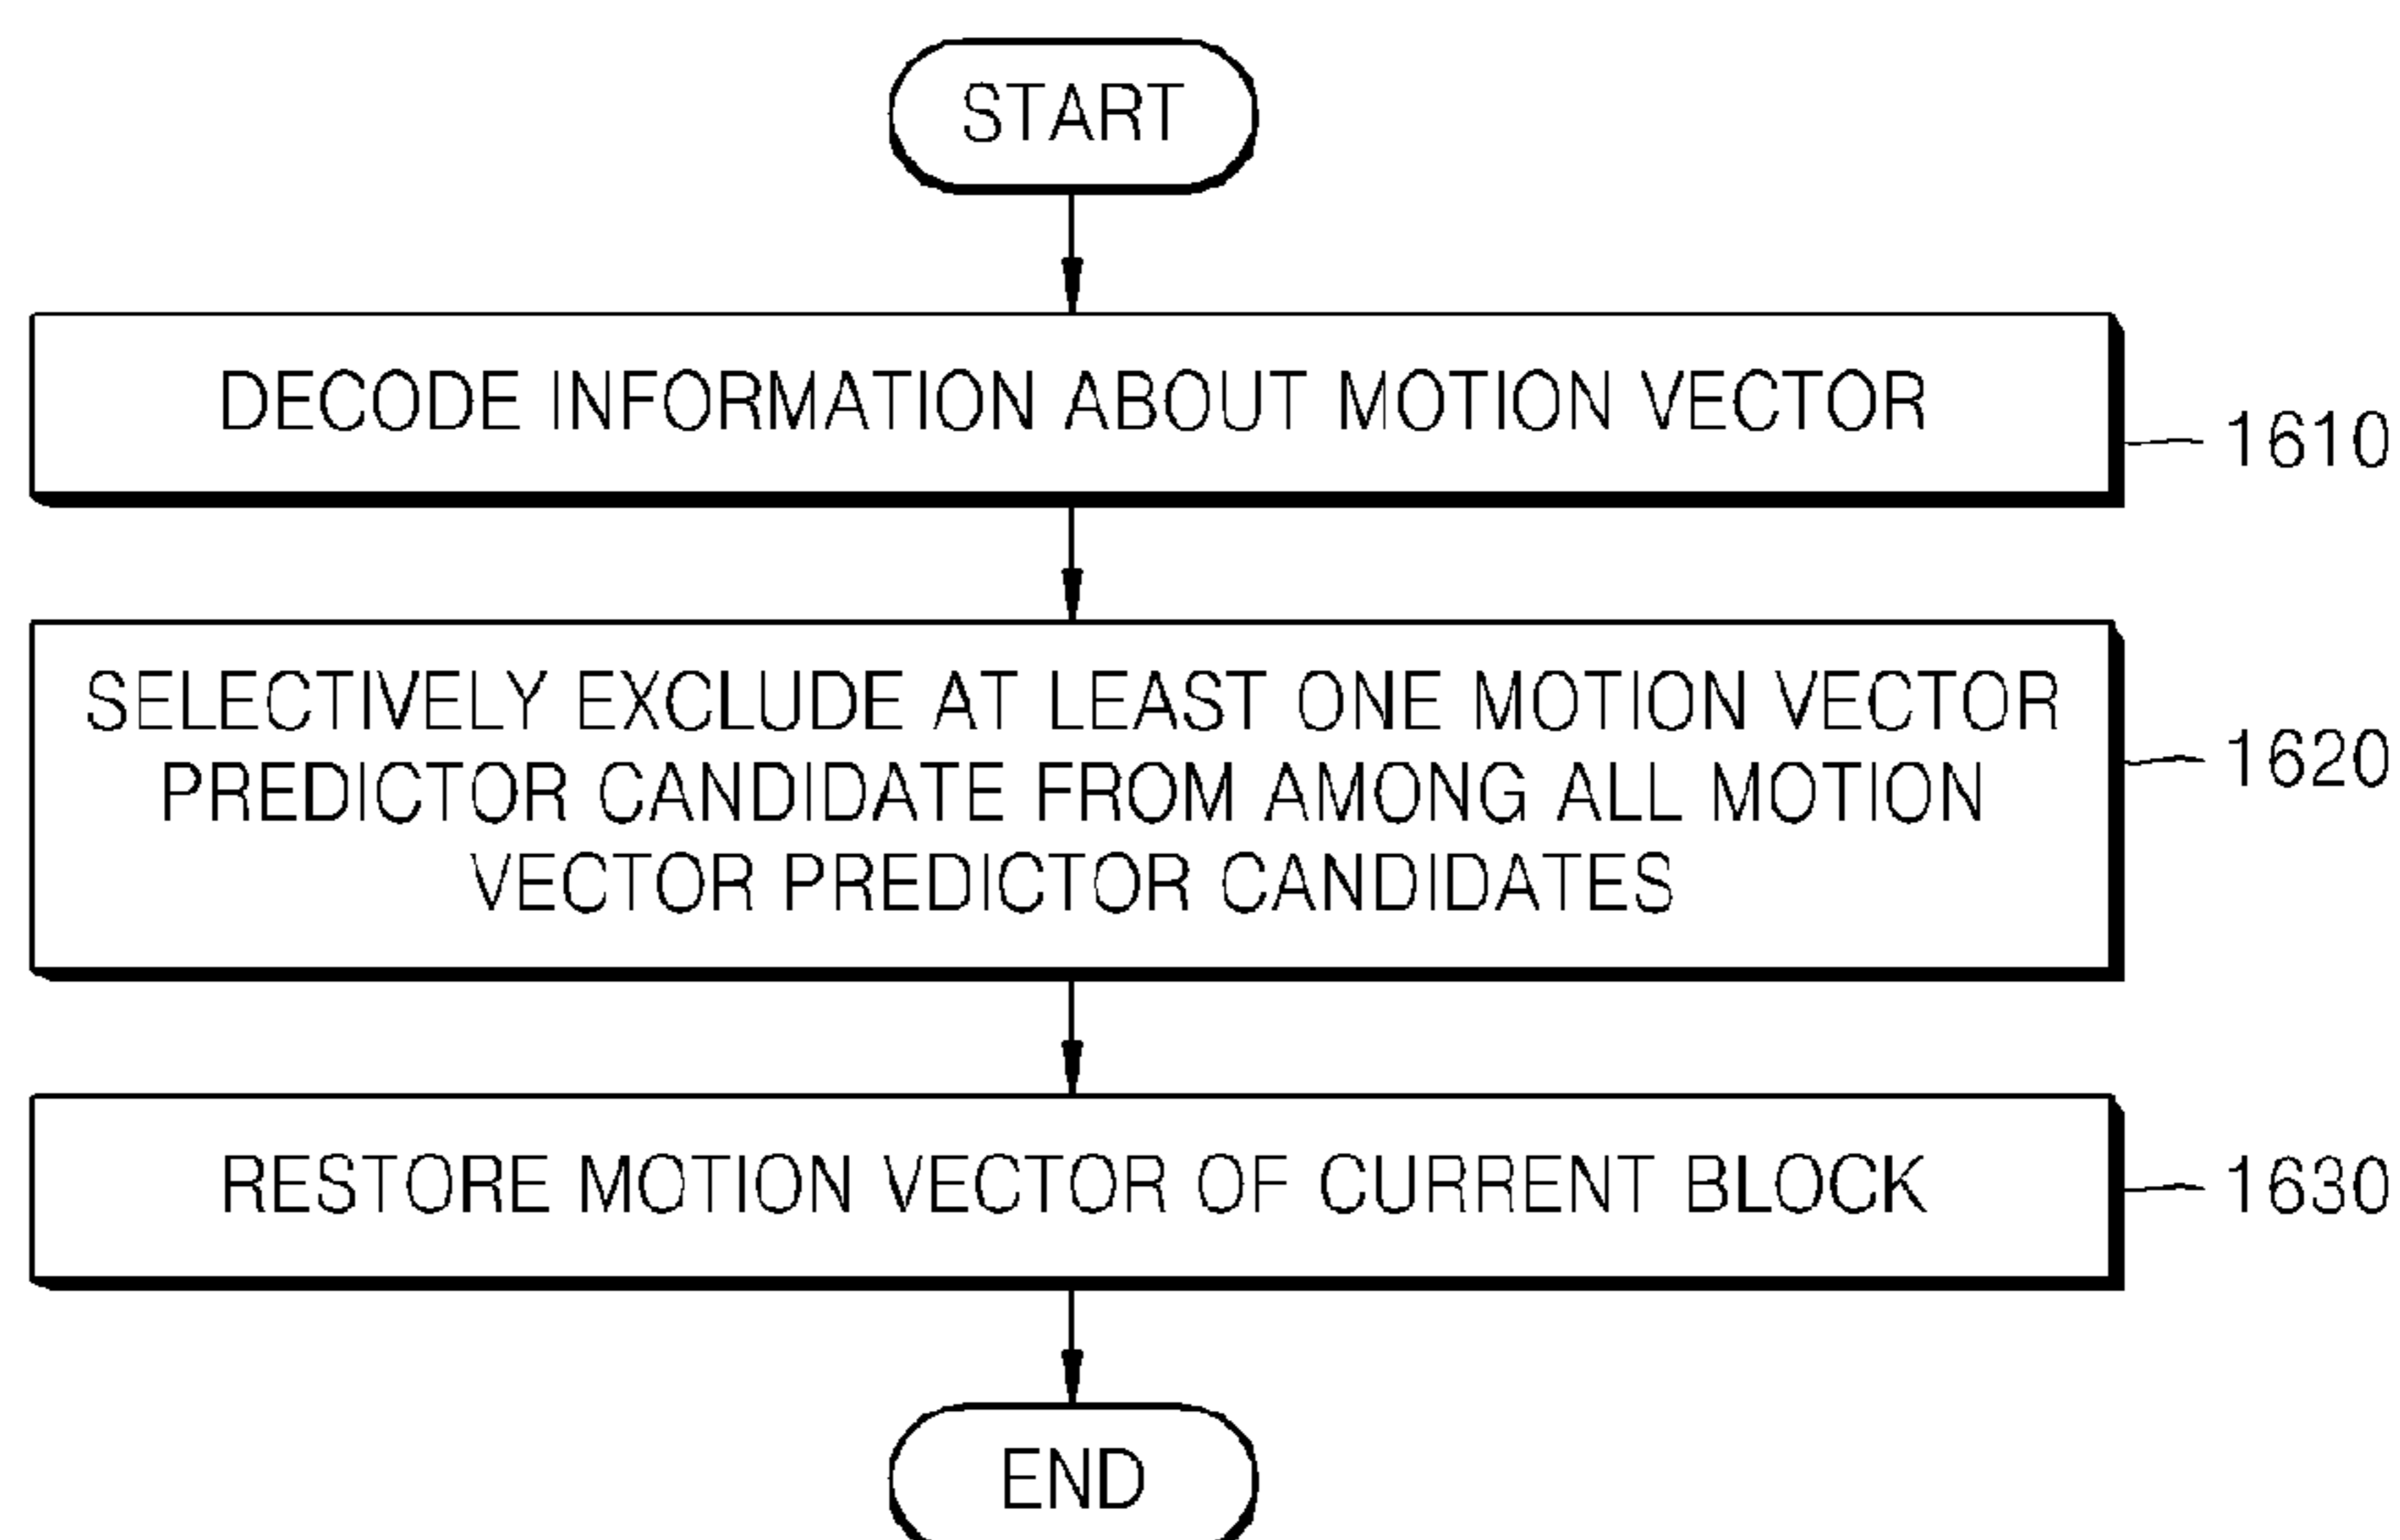 START
DECODE INFORMATION ABOUT MOTION VECTOR
1610
SELECTIVELY EXCLUDE AT LEAST ONE MOTION VECTOR
PREDICTOR CANDIDATE FROM AMONG ALL MOTION
VECTOR PREDICTOR CANDIDATES
1620
RESTORE MOTION VECTOR OF CURRENT BLOCK
1630
END